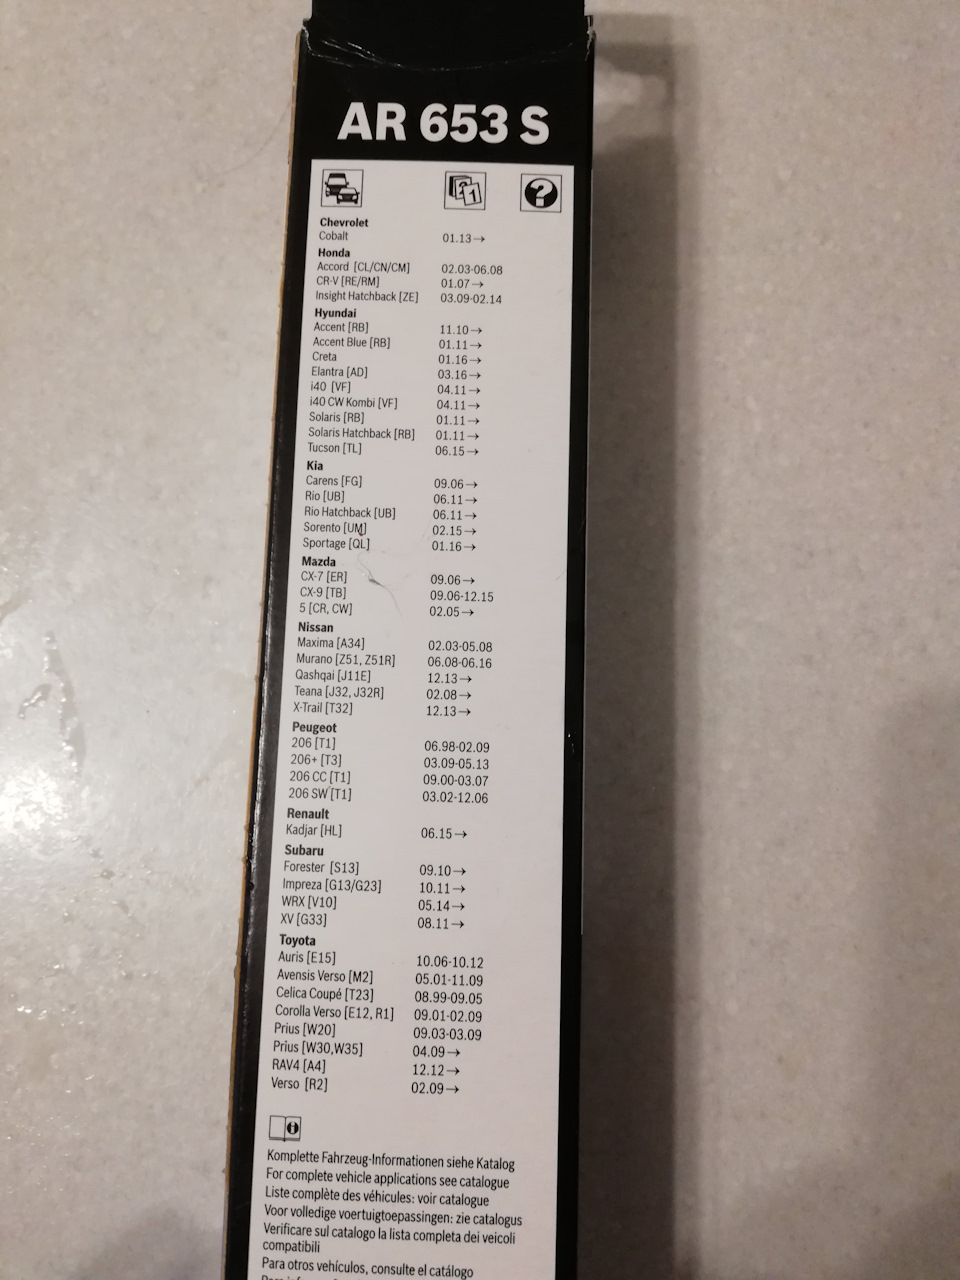 AR 653 S
Chevrolet
Cobalt 01.13→
Honda
Accord [CL/CN/CM] 02.03-06.08
CR-V [RE/RM] 01.07→
Insight Hatchback [ZE] 03.09-02.14
Hyundai
Accent [RB] 11.10→
Accent Blue [RB] 01.11→
Creta 01.16→
Elantra [AD] 03.16→
i40 [VF] 04.11→
i40 CW Kombi [VF] 04.11→
Solaris [RB] 01.11→
Solaris Hatchback [RB] 01.11→
Tucson [TL] 06.15→
Kia
Carens [FG] 09.06→
Rio [UB] 06.11→
Rio Hatchback [UB] 06.11→
Sorento [UM] 02.15→
Sportage [QL] 01.16→
Mazda
CX-7 [ER] 09.06→
CX-9 [TB] 09.06-12.15
5 [CR, CW] 02.05→
Nissan
Maxima [A34] 02.03-05.08
Murano [Z51, Z51R] 06.08-06.16
Qashqai [J11E] 12.13→
Teana [J32, J32R] 02.08→
X-Trail [T32] 12.13→
Peugeot
206 [T1] 06.98-02.09
206+ [T3] 03.09-05.13
206 CC [T1] 09.00-03.07
206 SW [T1] 03.02-12.06
Renault
Kadjar [HL] 06.15→
Subaru
Forester [S13] 09.10→
Impreza [G13/G23] 10.11→
WRX [V10] 05.14→
XV [G33] 08.11→
Toyota
Auris [E15] 10.06-10.12
Avensis Verso [M2] 05.01-11.09
Celica Coupé [T23] 08.99-09.05
Corolla Verso [E12, R1] 09.01-02.09
Prius [W20] 09.03-03.09
Prius [W30,W35] 04.09→
RAV4 [A4] 12.12→
Verso [R2] 02.09→
Komplette Fahrzeug-Informationen siehe Katalog
For complete vehicle applications see catalogue
Liste complète des véhicules: voir catalogue
Voor volledige voertuigtoepassingen: zie catalogus
Verificare sul catalogo la lista completa dei veicoli
compatibili
Para otros vehículos, consulte el catálogo